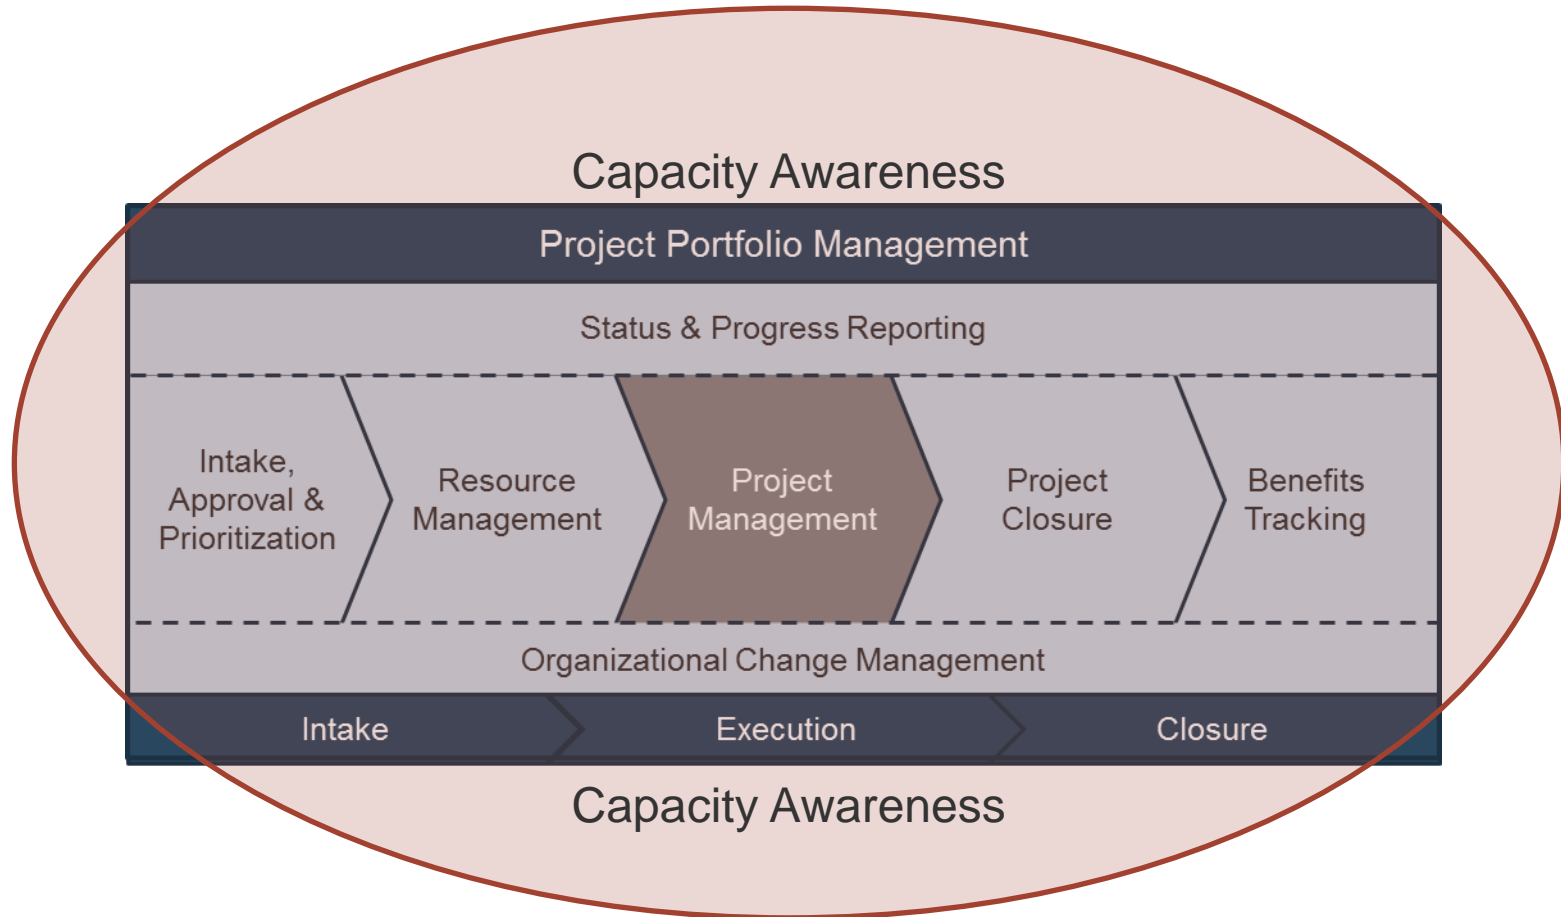 Capacity Awareness
Project Portfolio Management
Status & Progress Reporting
Intake,
Approval &
Prioritization
Resource
Management
Project
Management
Project
Closure
Benefits
Tracking
Organizational Change Management
Intake
Execution
Closure
Capacity Awareness